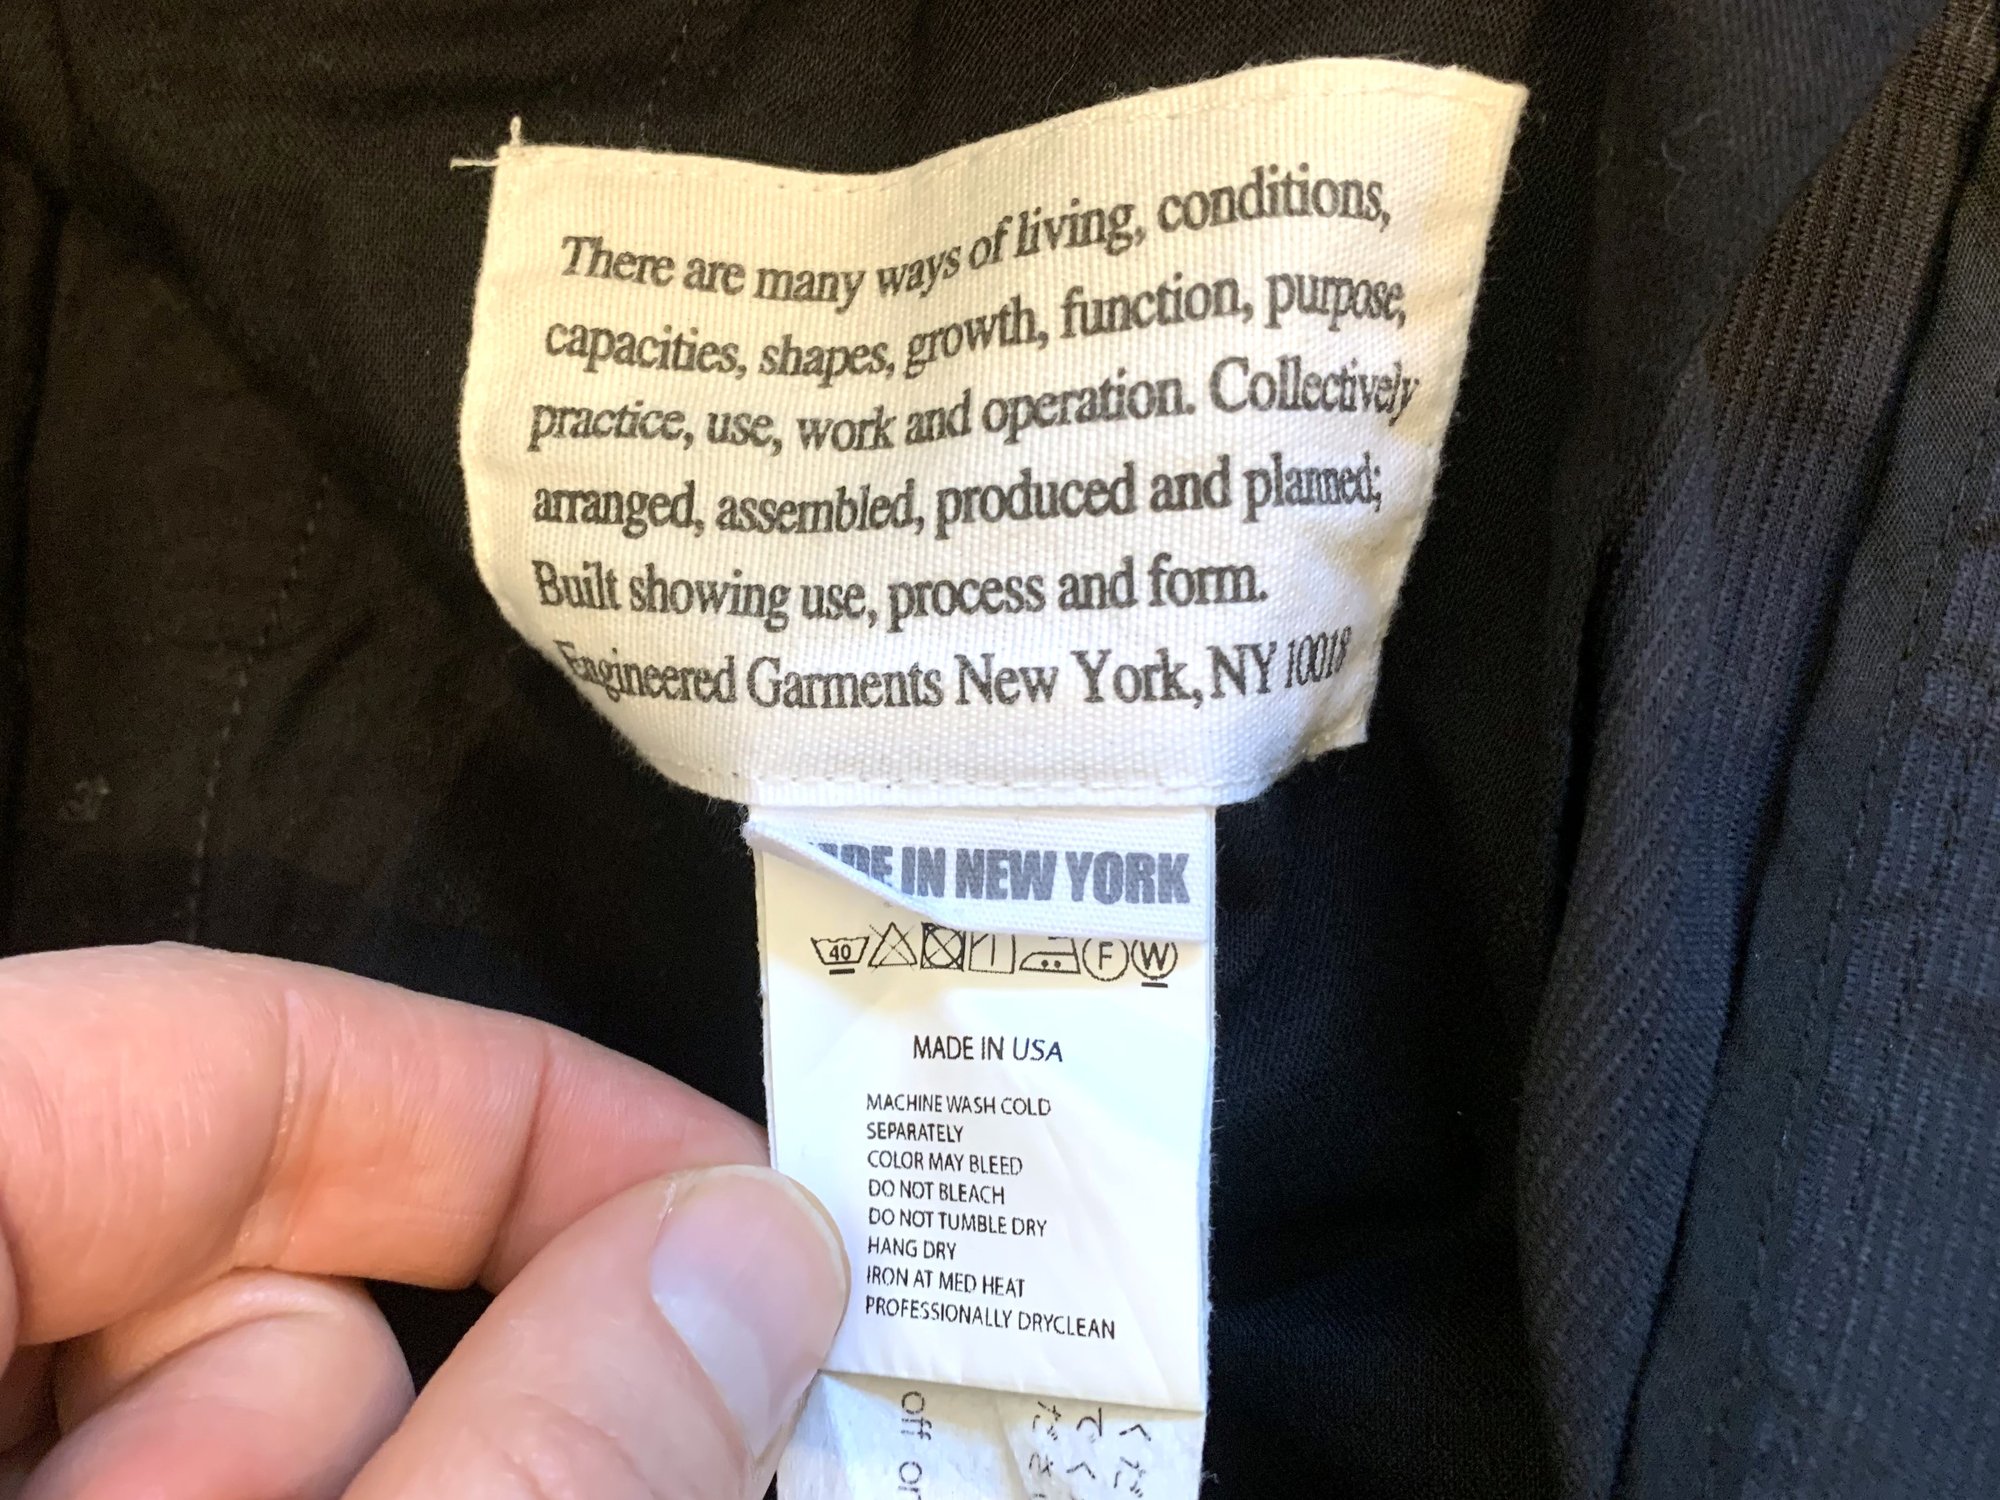 There are many ways of living, conditions,
capacities, shapes, growth, function, purpose,
practice, use, work and operation. Collectively
arranged, assembled, produced and planned;
Built showing use, process and form.
Engineered Garments New York, NY 10018
IN NEW YORK
40 F W
MADE IN USA
MACHINE WASH COLD
SEPARATELY
COLOR MAY BLEED
DO NOT BLEACH
DO NOT TUMBLE DRY
HANG DRY
IRON AT MED HEAT
PROFESSIONALLY DRYCLEAN
off or